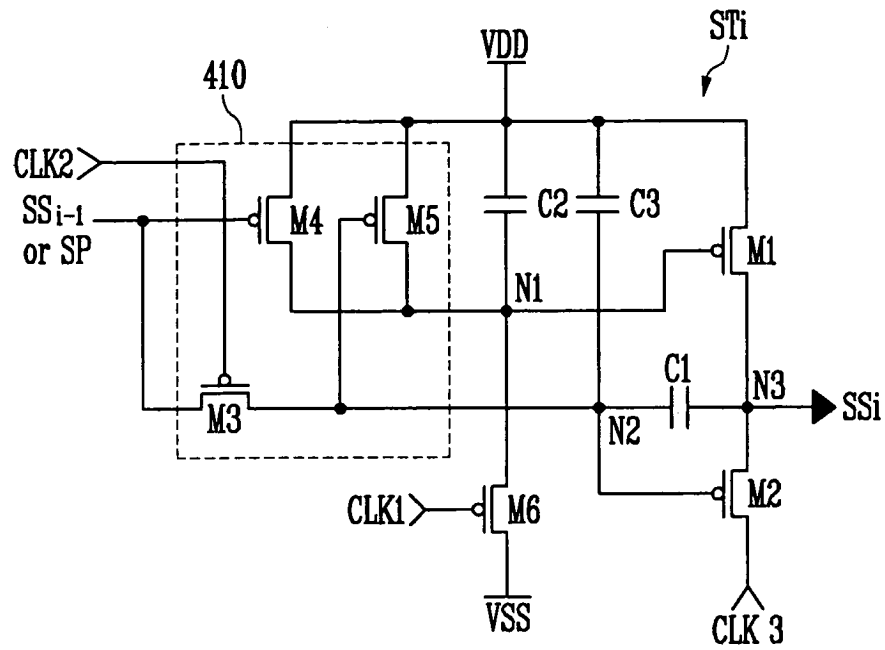 STi
VDD
410
CLK2
SSi-1
or SP
M4
M5
C2
C3
M1
N1
C1
N3
SSi
M3
N2
M2
CLK1
M6
VSS
CLK 3